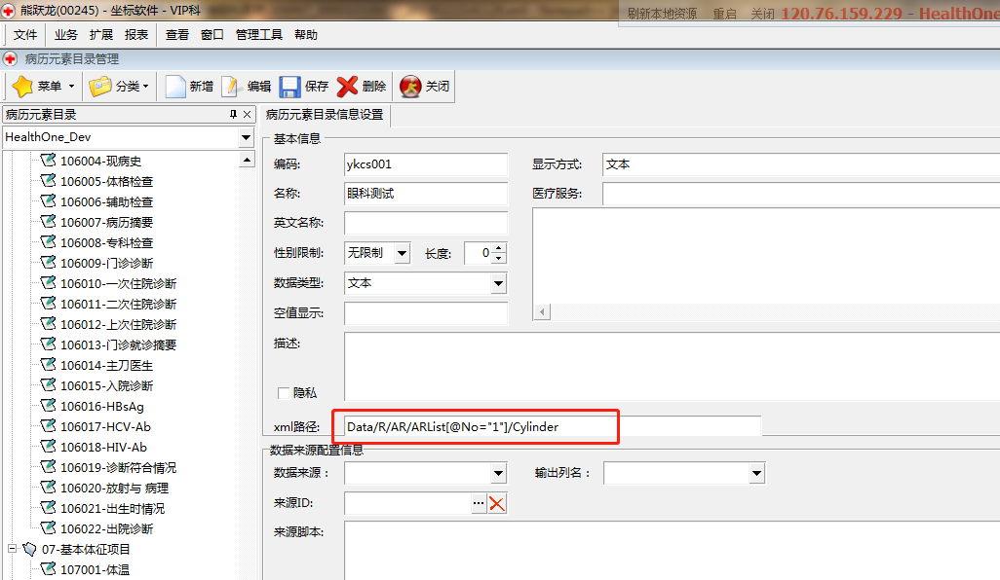 熊跃龙(00245) - 坐标软件 - VIP科
刷新本地资源 重启 关闭 120.76.159.229 - HealthOne
文件 业务 扩展 报表 查看 窗口 管理工具 帮助
病历元素目录管理
菜单 分类 新增 编辑 保存 删除 关闭
病历元素目录
HealthOne_Dev
106004-现病史
106005-体格检查
106006-辅助检查
106007-病历摘要
106008-专科检查
106009-门诊诊断
106010-一次住院诊断
106011-二次住院诊断
106012-上次住院诊断
106013-门诊就诊摘要
106014-主刀医生
106015-入院诊断
106016-HBsAg
106017-HCV-Ab
106018-HIV-Ab
106019-诊断符合情况
106020-放射与 病理
106021-出生时情况
106022-出院诊断
07-基本体征项目
107001-体温
病历元素目录信息设置
基本信息
编码: ykcs001 显示方式: 文本
名称: 眼科测试 医疗服务:
英文名称:
性别限制: 无限制 长度: 0
数据类型: 文本
空值显示:
描述:
隐私
xml路径: Data/R/AR/ARList[@No="1"]/Cylinder
数据来源配置信息
数据来源： 输出列名：
来源ID: ...
来源脚本: